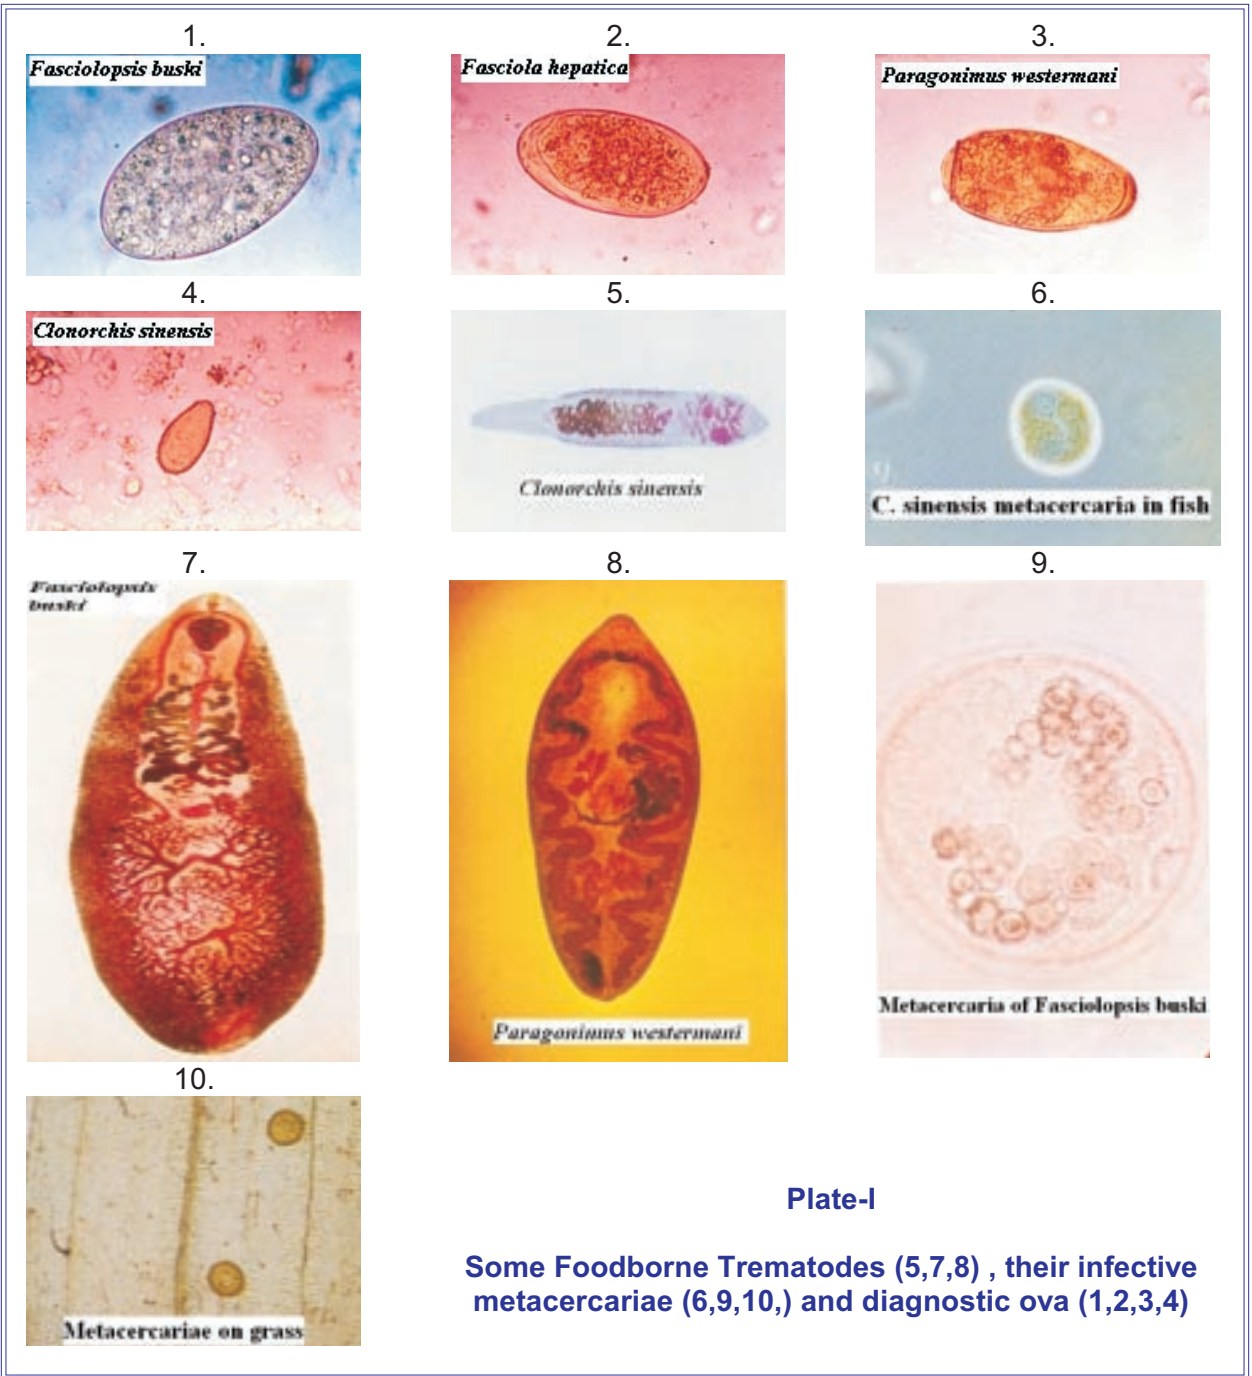 1.
2.
3.
Fasciolopsis buski
Fasciola hepatica
Paragonimus westermani
4.
5.
6.
Clonorchis sinensis
Clonorchis sinensis
C. sinensis metacercaria in fish
7.
8.
9.
Fasciolopsis
buski
Paragonimus westermani
Metacercaria of Fasciolopsis buski
10.
Metacercariae on grass
Plate-I
Some Foodborne Trematodes (5,7,8) , their infective
metacercariae (6,9,10,) and diagnostic ova (1,2,3,4)